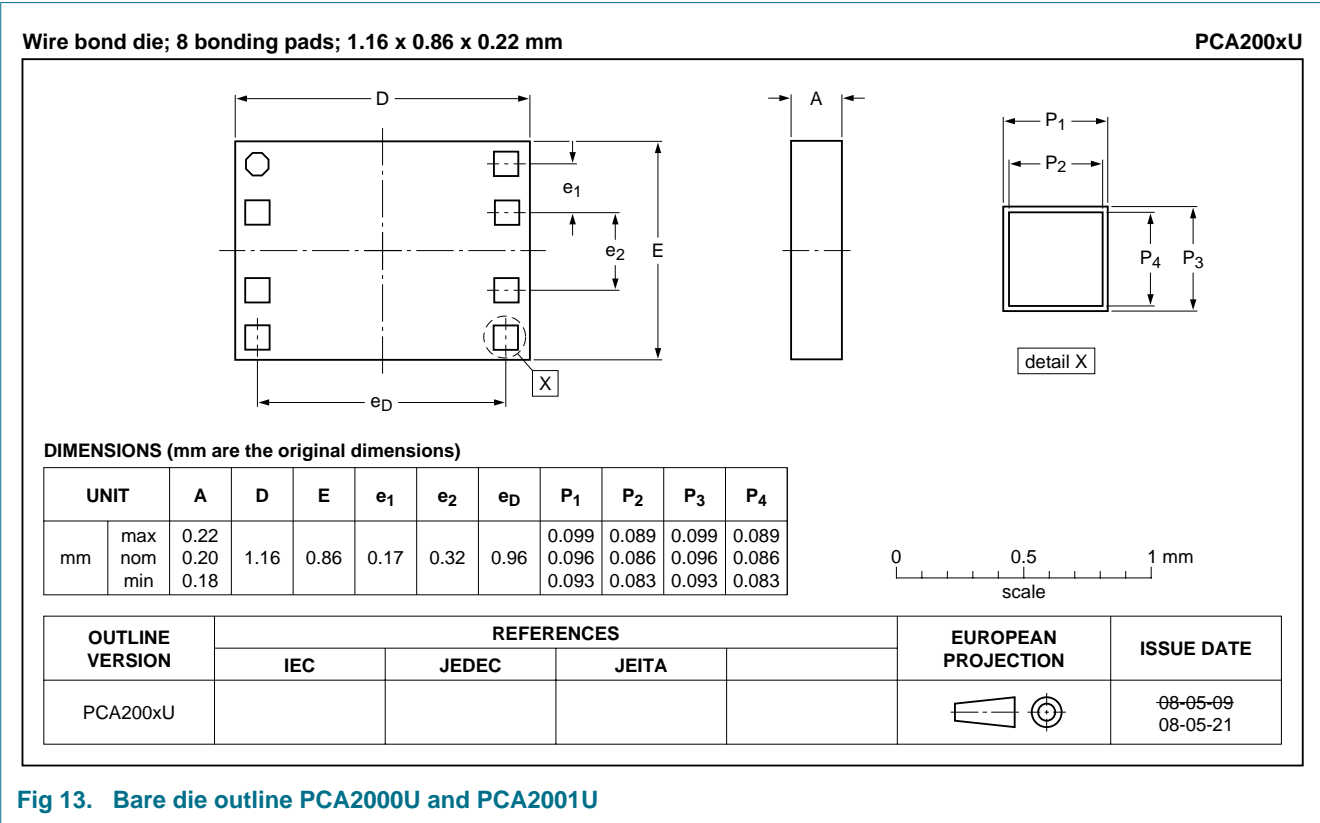 Wire bond die; 8 bonding pads; 1.16 x 0.86 x 0.22 mm PCA200xU
D
A
P1
P2
e1
e2
E
P4 P3
X
detail X
eD
DIMENSIONS (mm are the original dimensions)
UNIT A D E e1 e2 eD P1 P2 P3 P4
max 0.22 0.099 0.089 0.099 0.089
mm nom 0.20 1.16 0.86 0.17 0.32 0.96 0.096 0.086 0.096 0.086
min 0.18 0.093 0.083 0.093 0.083
0 0.5 1 mm
scale
OUTLINE VERSION REFERENCES EUROPEAN PROJECTION ISSUE DATE
IEC JEDEC JEITA
PCA200xU 08-05-09
08-05-21
Fig 13. Bare die outline PCA2000U and PCA2001U